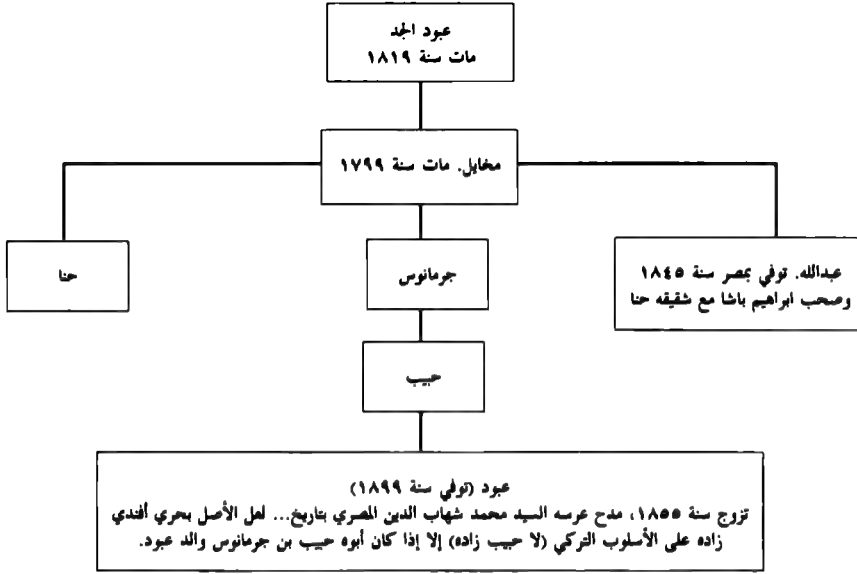 عبود الجد
مات سنة ١٨١٩
مخايل. مات سنة ١٧٩٩
عبدالله. توفي بمصر سنة ١٨٤٥
وصحب ابراهيم باشا مع شقيقه حنا
جرمانوس
حنا
حبيب
عبود (توفي سنة ١٨٩٩)
تزوج سنة ١٨٥٥، مدح عرسه السيد محمد شهاب الدين المصري بتاريخ... لعل الأصل بحري أفندي
زاده على الأسلوب التركي (لا حبيب زاده) إلا إذا كان أبوه حبيب بن جرمانوس والد عبود.